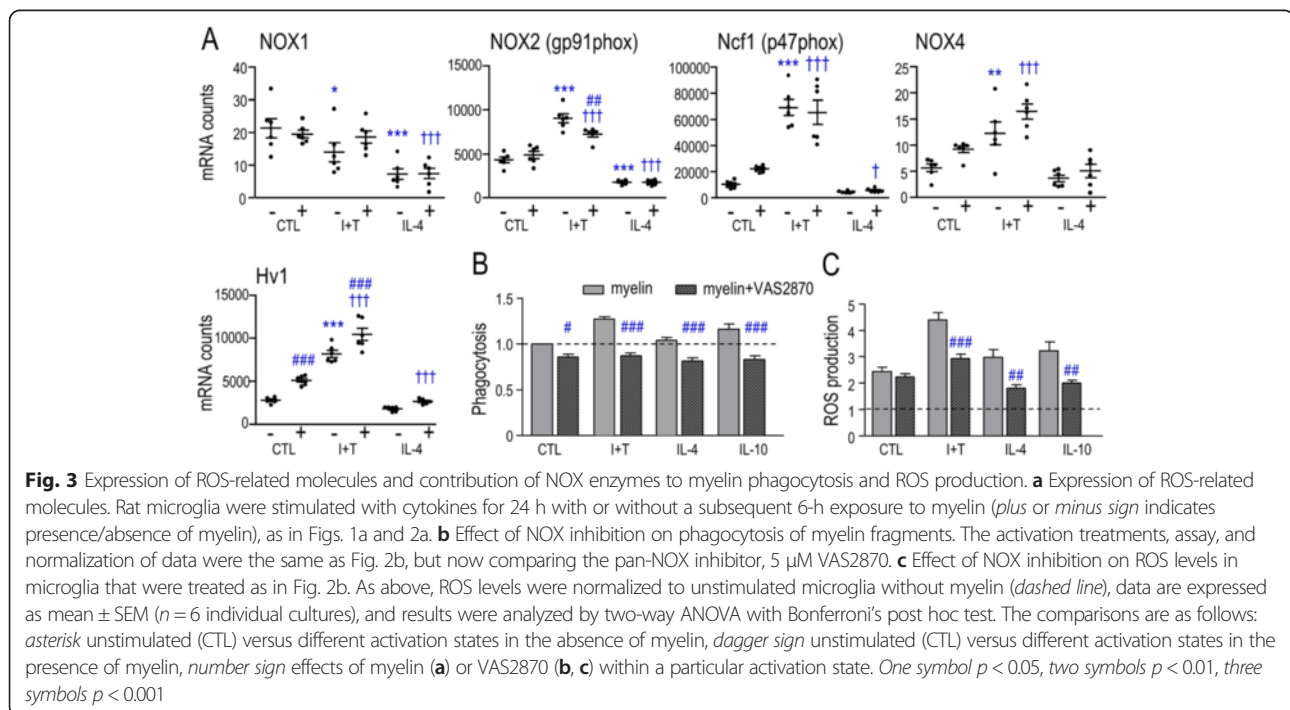 A
NOX1
NOX2 (gp91phox)
Ncf1 (p47phox)
NOX4
mRNA counts
40
30
20
10
0
*
***
†††
- + - + - +
CTL I+T IL-4
15000
10000
5000
0
***
##
†††
***
†††
- + - + - +
CTL I+T IL-4
100000
80000
60000
40000
20000
0
***
†††
†
- + - + - +
CTL I+T IL-4
25
20
15
10
5
0
**
†††
- + - + - +
CTL I+T IL-4
Hv1
mRNA counts
15000
10000
5000
0
###
***
###
†††
†††
- + - + - +
CTL I+T IL-4
B
myelin
myelin+VAS2870
Phagocytosis
1.5
1.0
0.5
0
#
###
###
###
CTL I+T IL-4 IL-10
C
ROS production
5
4
3
2
1
0
###
##
##
CTL I+T IL-4 IL-10
Fig. 3 Expression of ROS-related molecules and contribution of NOX enzymes to myelin phagocytosis and ROS production. a Expression of ROS-related
molecules. Rat microglia were stimulated with cytokines for 24 h with or without a subsequent 6-h exposure to myelin (plus or minus sign indicates
presence/absence of myelin), as in Figs. 1a and 2a. b Effect of NOX inhibition on phagocytosis of myelin fragments. The activation treatments, assay, and
normalization of data were the same as Fig. 2b, but now comparing the pan-NOX inhibitor, 5 μM VAS2870. c Effect of NOX inhibition on ROS levels in
microglia that were treated as in Fig. 2b. As above, ROS levels were normalized to unstimulated microglia without myelin (dashed line), data are expressed
as mean ± SEM (n = 6 individual cultures), and results were analyzed by two-way ANOVA with Bonferroni's post hoc test. The comparisons are as follows:
asterisk unstimulated (CTL) versus different activation states in the absence of myelin, dagger sign unstimulated (CTL) versus different activation states in the
presence of myelin, number sign effects of myelin (a) or VAS2870 (b, c) within a particular activation state. One symbol p < 0.05, two symbols p < 0.01, three
symbols p < 0.001